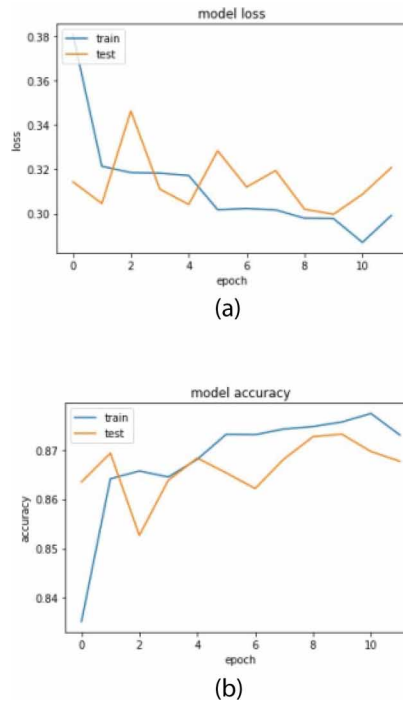 model loss
0.38
0.36
0.34
0.32
0.30
loss
train
test
0 2 4 6 8 10
epoch
(a)
model accuracy
0.87
0.86
0.85
0.84
accuracy
train
test
0 2 4 6 8 10
epoch
(b)